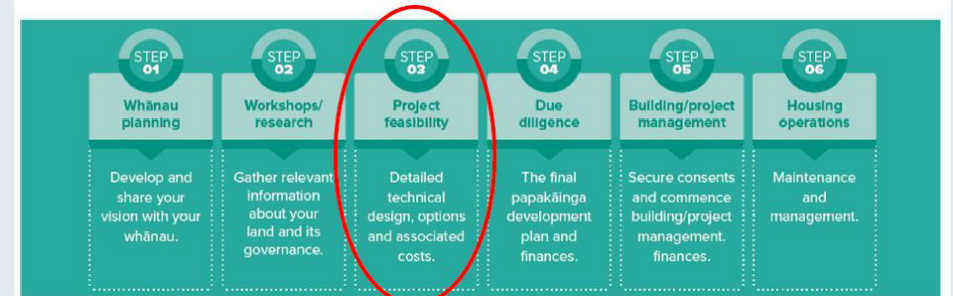 STEP
01
Whānau
planning
Develop and
share your
vision with your
whānau.
STEP
02
Workshops/
research
Gather relevant
information
about your
land and its
governance.
STEP
03
Project
feasibility
Detailed
technical
design, options
and associated
costs.
STEP
04
Due
diligence
The final
papakāinga
development
plan and
finances.
STEP
05
Building/project
management
Secure consents
and commence
building/project
management.
finances.
STEP
06
Housing
operations
Maintenance
and
management.